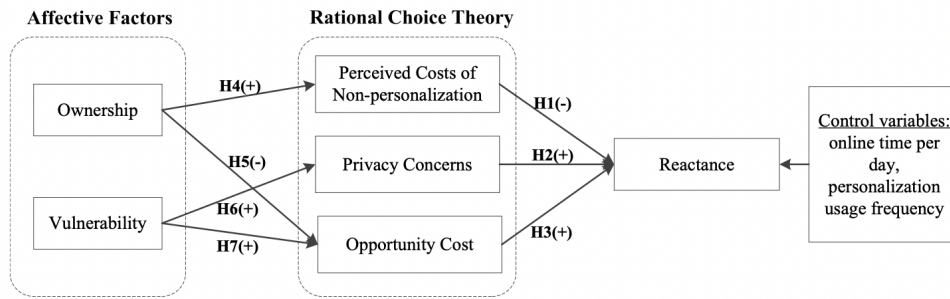 Affective Factors
Rational Choice Theory
Ownership
Vulnerability
H4(+)
H5(-)
H6(+)
H7(+)
Perceived Costs of
Non-personalization
Privacy Concerns
Opportunity Cost
H1(-)
H2(+)
H3(+)
Reactance
Control variables:
online time per
day,
personalization
usage frequency